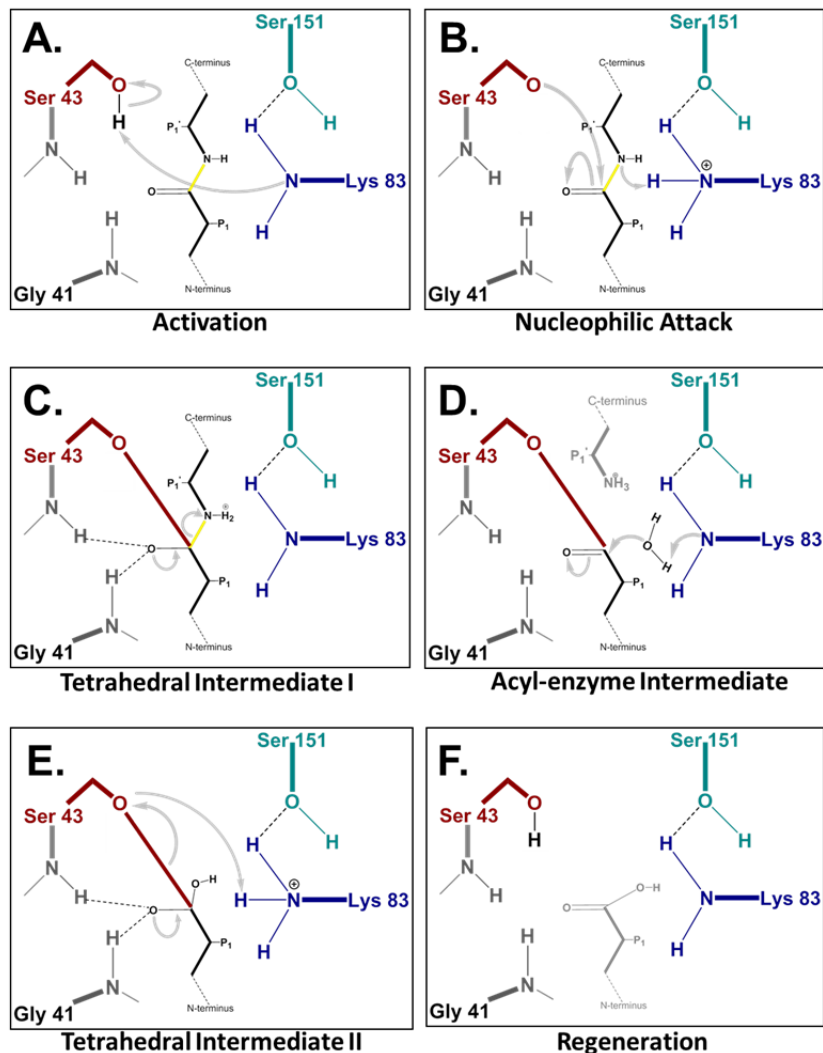 A.
Ser 151
C-terminus
O
Ser 43
O
H
P1'
H
H
N
H
N
H
N
Lys 83
O
H
H
P1
N
Gly 41
N-terminus
Activation
B.
Ser 151
C-terminus
O
Ser 43
O
P1'
H
H
N
H
N
H
⊕
H
N
Lys 83
O
H
H
P1
N
Gly 41
N-terminus
Nucleophilic Attack
C.
Ser 151
C-terminus
O
Ser 43
O
P1'
H
H
N
H
NH2
⊕
N
Lys 83
O
H
H
P1
N
Gly 41
N-terminus
Tetrahedral Intermediate I
D.
Ser 151
C-terminus
O
Ser 43
O
P1'
NH3
⊕
H
H
N
H
H
O
H
N
Lys 83
O
H
H
P1
N
Gly 41
N-terminus
Acyl-enzyme Intermediate
E.
Ser 151
O
Ser 43
O
H
H
N
H
O
H
⊕
H
N
Lys 83
O
H
H
P1
N
Gly 41
N-terminus
Tetrahedral Intermediate II
F.
Ser 151
O
Ser 43
O
H
H
H
N
H
O
H
N
Lys 83
O
H
H
P1
N
Gly 41
N-terminus
Regeneration